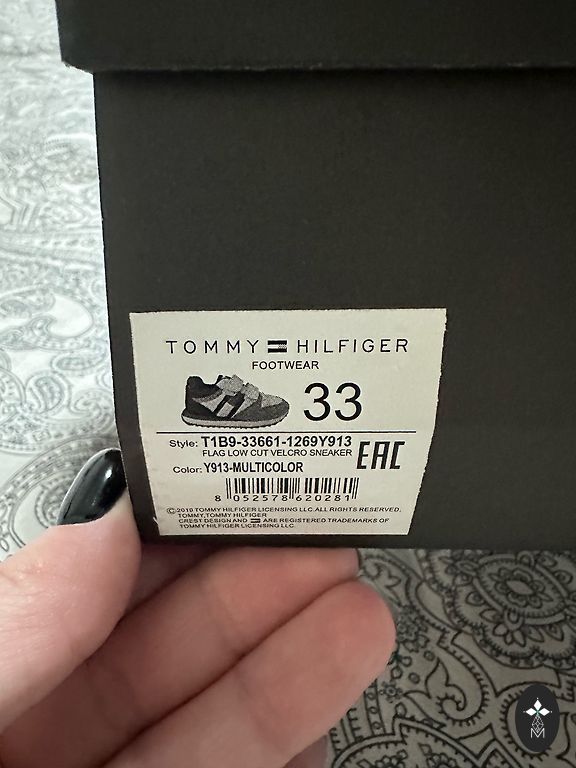 TOMMY HILFIGER
FOOTWEAR
33
Style: T1B9-33661-1269Y913
FLAG LOW CUT VELCRO SNEAKER
EAC
Color: Y913-MULTICOLOR
8 052578 620281
©2010 TOMMY HILFIGER LICENSING LLC.ALL RIGHTS RESERVED.
TOMMY,TOMMY HILFIGER
CREST DESIGN AND ARE REGISTERED TRADEMARKS OF
TOMMY HILFIGER LICENSING LLC.
M